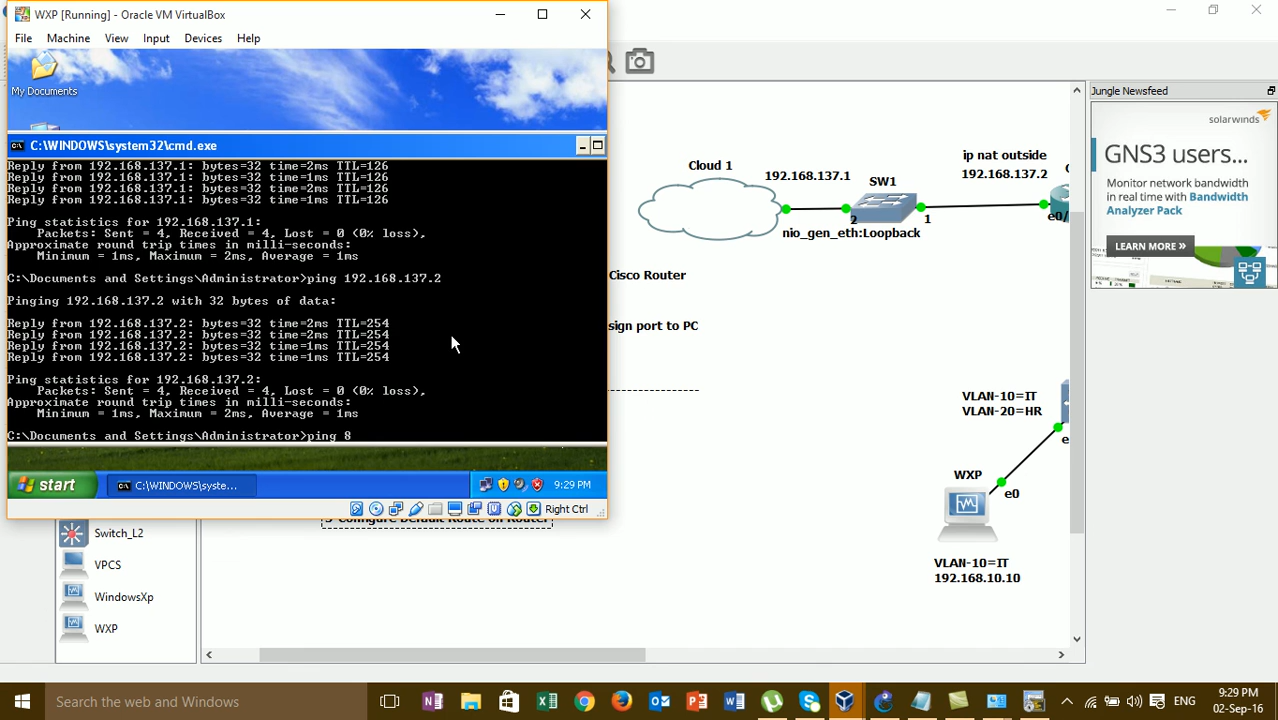 WXP [Running] - Oracle VM VirtualBox
File Machine View Input Devices Help
My Documents
C:\WINDOWS\system32\cmd.exe
Reply from 192.168.137.1: bytes=32 time=2ms TTL=126
Reply from 192.168.137.1: bytes=32 time=1ms TTL=126
Reply from 192.168.137.1: bytes=32 time=2ms TTL=126
Reply from 192.168.137.1: bytes=32 time=1ms TTL=126
Ping statistics for 192.168.137.1:
Packets: Sent = 4, Received = 4, Lost = 0 (0% loss),
Approximate round trip times in milli-seconds:
Minimum = 1ms, Maximum = 2ms, Average = 1ms
C:\Documents and Settings\Administrator>ping 192.168.137.2
Pinging 192.168.137.2 with 32 bytes of data:
Reply from 192.168.137.2: bytes=32 time=2ms TTL=254
Reply from 192.168.137.2: bytes=32 time=2ms TTL=254
Reply from 192.168.137.2: bytes=32 time=1ms TTL=254
Reply from 192.168.137.2: bytes=32 time=1ms TTL=254
Ping statistics for 192.168.137.2:
Packets: Sent = 4, Received = 4, Lost = 0 (0% loss),
Approximate round trip times in milli-seconds:
Minimum = 1ms, Maximum = 2ms, Average = 1ms
C:\Documents and Settings\Administrator>ping 8
start
C:\WINDOWS\syste...
9:29 PM
Right Ctrl
Cloud 1
192.168.137.1
SW1
ip nat outside
192.168.137.2
2
1
e0/
nio_gen_eth:Loopback
Cisco Router
sign port to PC
VLAN-10=IT
VLAN-20=HR
WXP
e0
VLAN-10=IT
192.168.10.10
Configure Default Route on Router
Switch_L2
VPCS
WindowsXp
WXP
Jungle Newsfeed
solarwinds
GNS3 users...
Monitor network bandwidth
in real time with Bandwidth
Analyzer Pack
LEARN MORE »
Search the web and Windows
ENG
9:29 PM
02-Sep-16